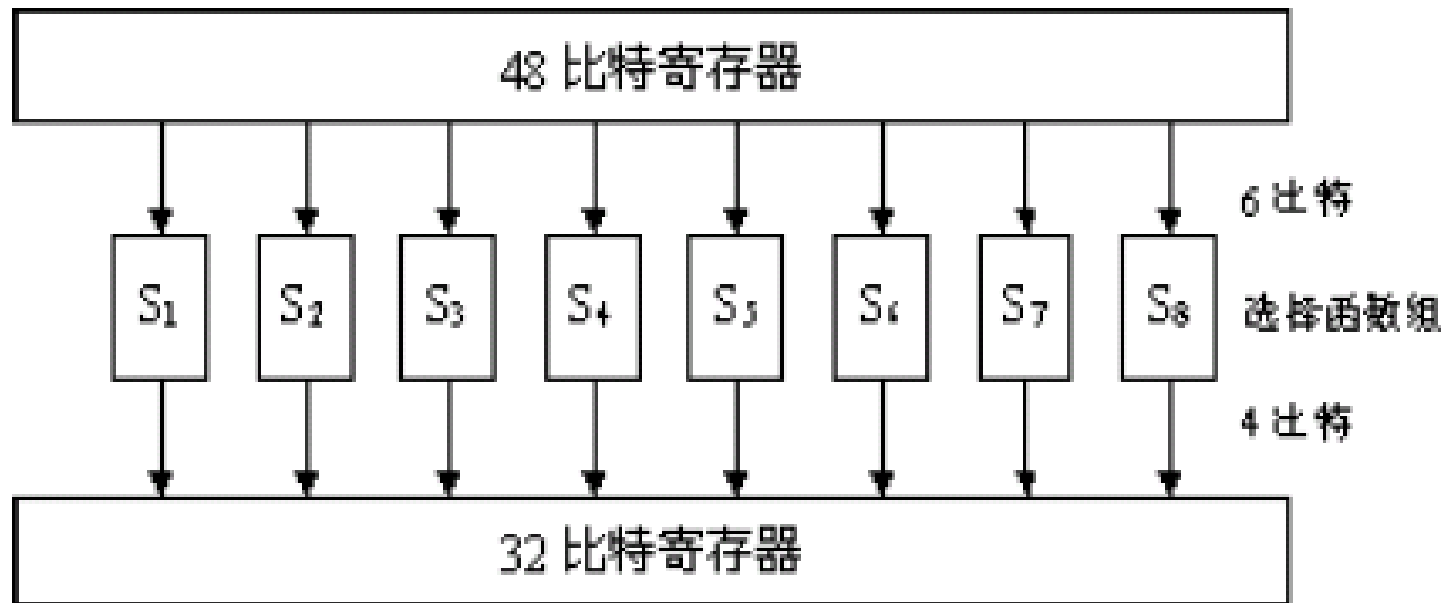 48 比特寄存器
6 比特
S₁ S₂ S₃ S₄ S₅ S₆ S₇ S₈
选择函数组
4 比特
32 比特寄存器